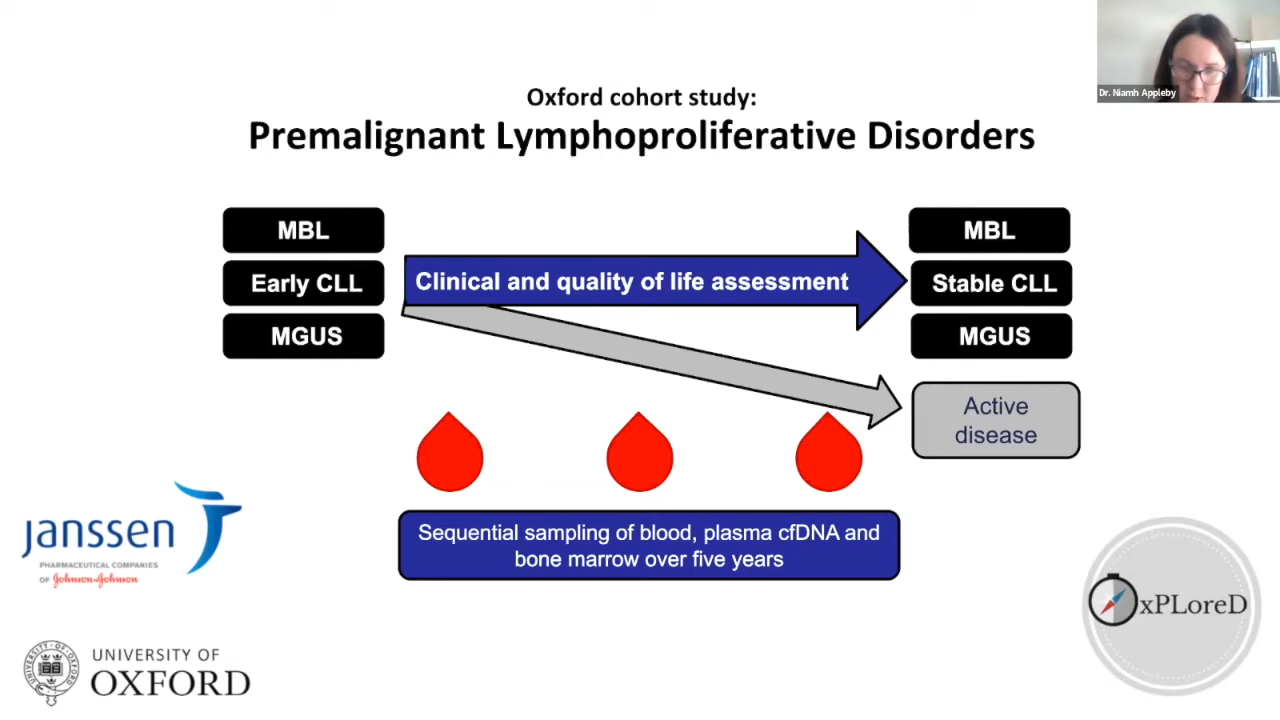 Dr. Niamh Appleby
Oxford cohort study:
Premalignant Lymphoproliferative Disorders
MBL
Early CLL
MGUS
Clinical and quality of life assessment
MBL
Stable CLL
MGUS
Active
disease
Sequential sampling of blood, plasma cfDNA and
bone marrow over five years
janssen
PHARMACEUTICAL COMPANIES
OF Johnson & Johnson
UNIVERSITY OF
OXFORD
OxPLoreD